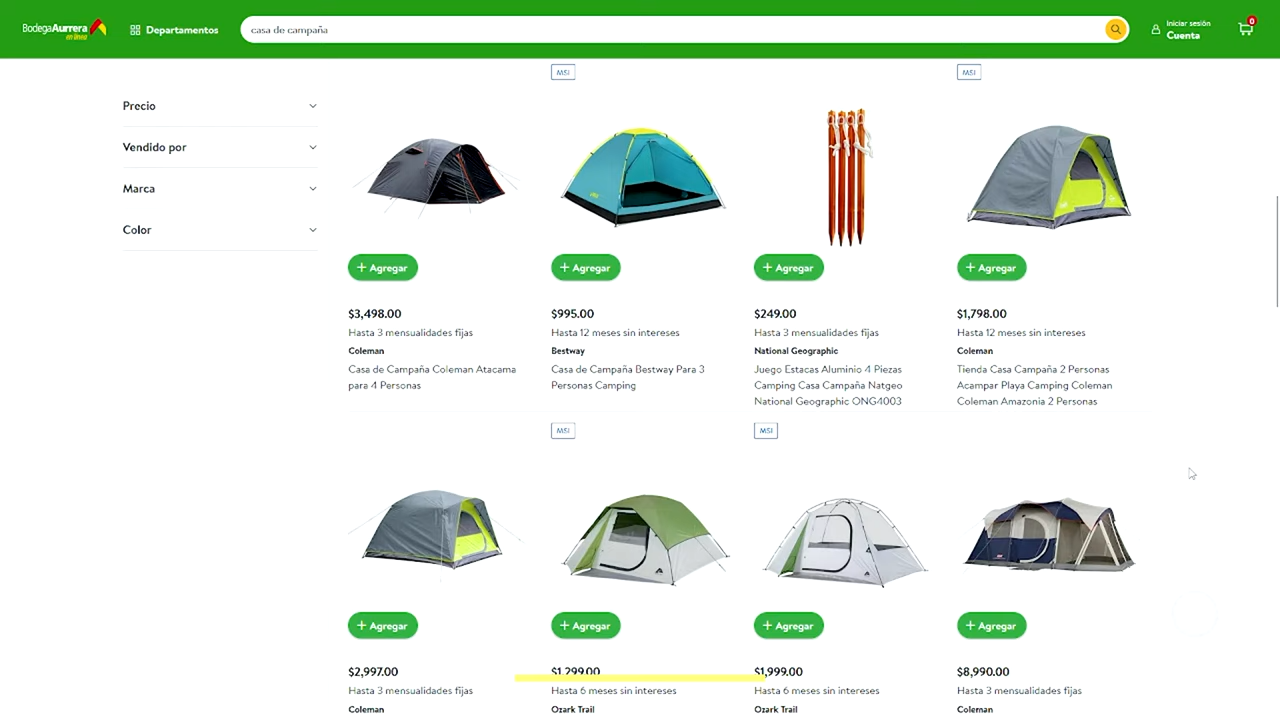 BodegaAurrera
en línea
Departamentos
casa de campaña
Iniciar sesión
Cuenta
0
Precio
Vendido por
Marca
Color
MSI
MSI
+ Agregar
+ Agregar
+ Agregar
+ Agregar
$3,498.00
Hasta 3 mensualidades fijas
Coleman
Casa de Campaña Coleman Atacama
para 4 Personas
$995.00
Hasta 12 meses sin intereses
Bestway
Casa de Campaña Bestway Para 3
Personas Camping
$249.00
Hasta 3 mensualidades fijas
National Geographic
Juego Estacas Aluminio 4 Piezas
Camping Casa Campaña Natgeo
National Geographic ONG4003
$1,798.00
Hasta 12 meses sin intereses
Coleman
Tienda Casa Campaña 2 Personas
Acampar Playa Camping Coleman
Coleman Amazonia 2 Personas
MSI
MSI
+ Agregar
+ Agregar
+ Agregar
+ Agregar
$2,997.00
Hasta 3 mensualidades fijas
Coleman
$1,299.00
Hasta 6 meses sin intereses
Ozark Trail
$1,999.00
Hasta 6 meses sin intereses
Ozark Trail
$8,990.00
Hasta 3 mensualidades fijas
Coleman